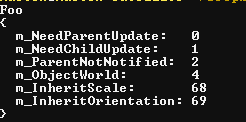 Foo
{
m_NeedParentUpdate: 0
m_NeedChildUpdate: 1
m_ParentNotNotified: 2
m_ObjectWorld: 4
m_InheritScale: 68
m_InheritOrientation: 69
}